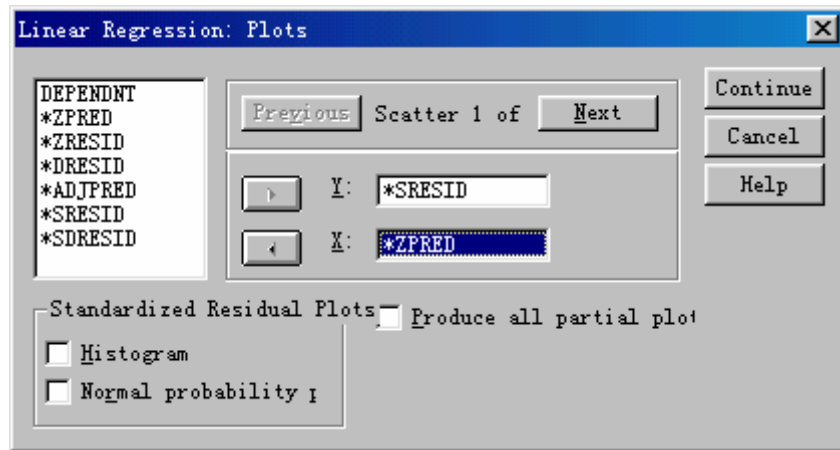 Linear Regression: Plots
DEPENDNT
*ZPRED
*ZRESID
*DRESID
*ADJPRED
*SRESID
*SDRESID
Previous Scatter 1 of Next
Y: *SRESID
X: *ZPRED
Continue
Cancel
Help
Standardized Residual Plots
Histogram
Normal probability p
Produce all partial plot